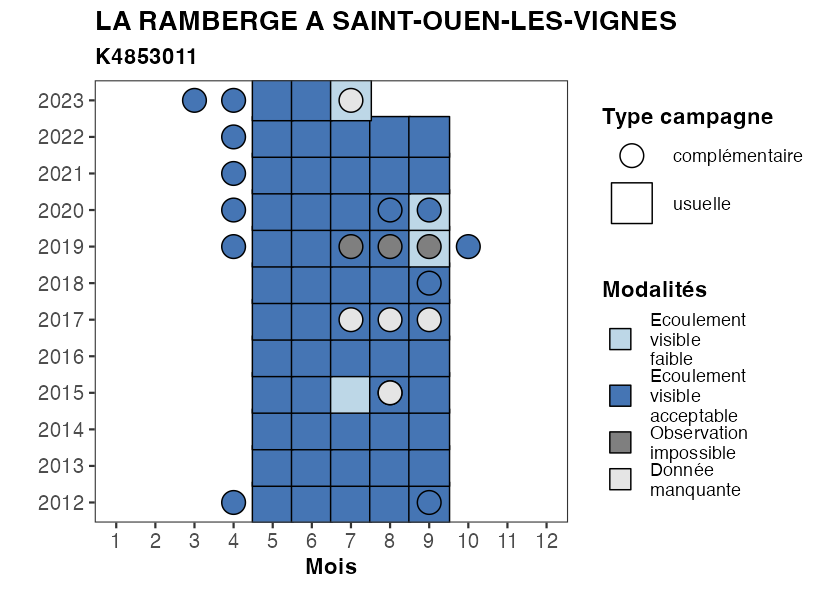 LA RAMBERGE A SAINT-OUEN-LES-VIGNES
K4853011
2023
2022
2021
2020
2019
2018
2017
2016
2015
2014
2013
2012
1 2 3 4 5 6 7 8 9 10 11 12
Mois
Type campagne
complémentaire
usuelle
Modalités
Ecoulement
visible
faible
Ecoulement
visible
acceptable
Observation
impossible
Donnée
manquante